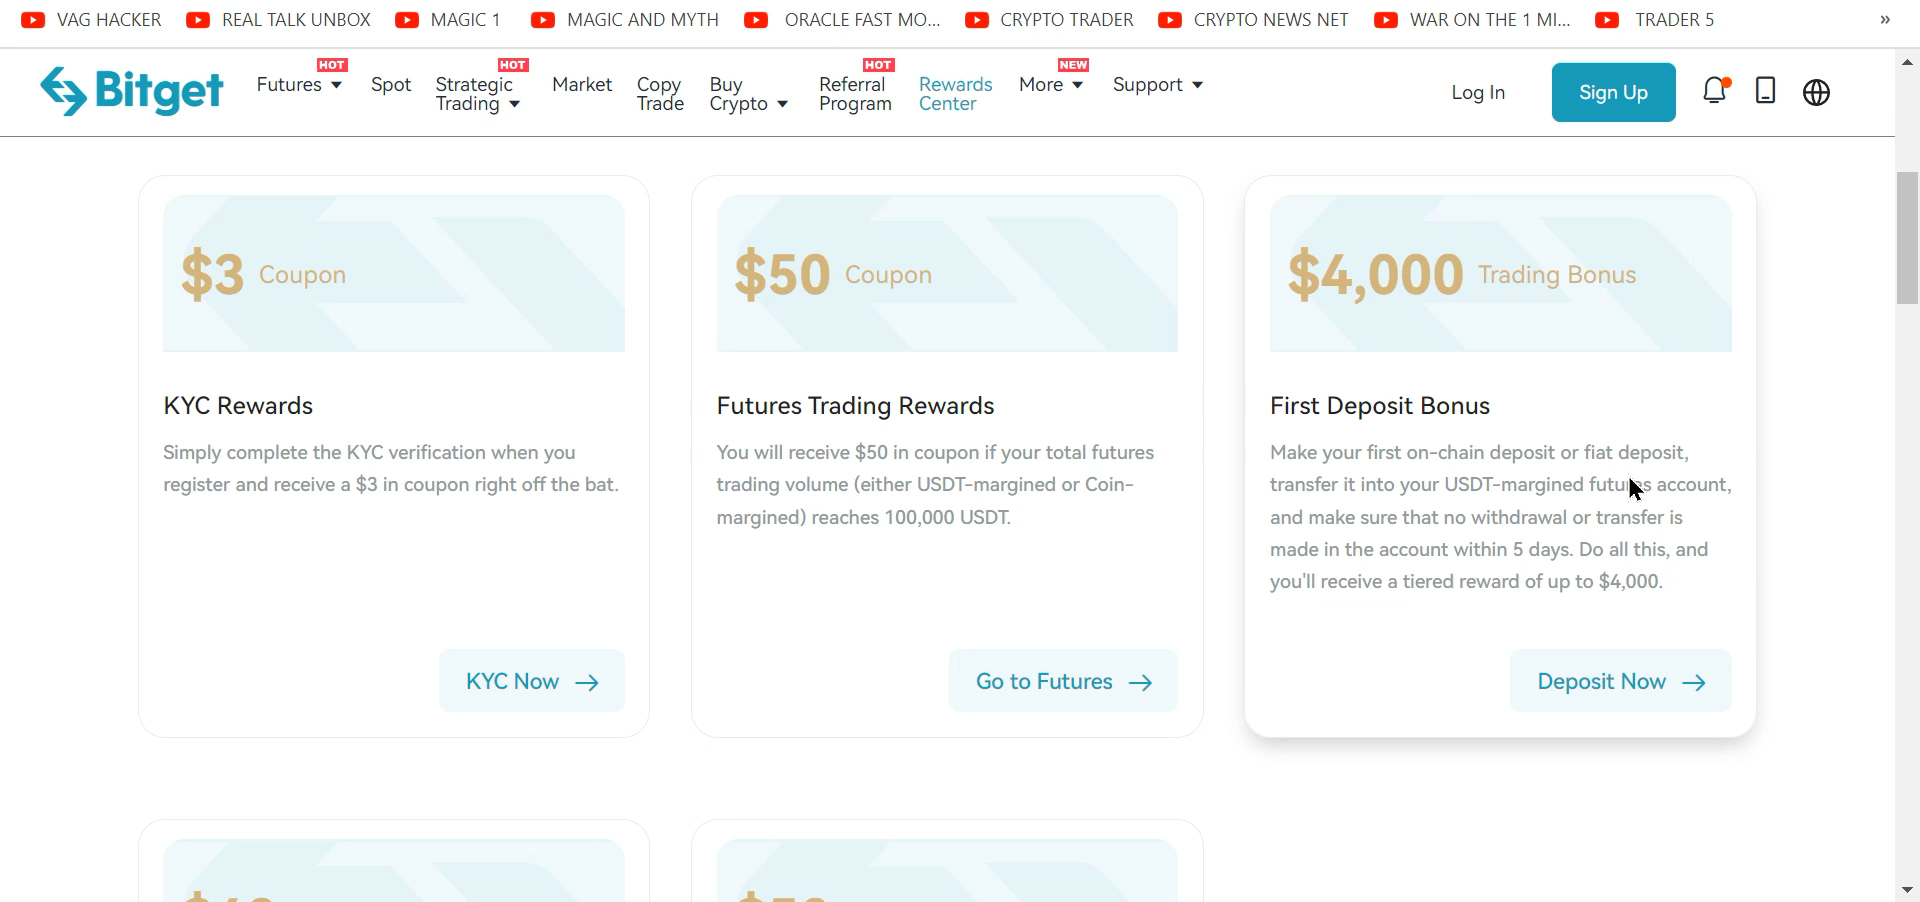 VAG HACKER REAL TALK UNBOX MAGIC 1 MAGIC AND MYTH ORACLE FAST MO... CRYPTO TRADER CRYPTO NEWS NET WAR ON THE 1 MI... TRADER 5 »
HOT HOT HOT NEW
Bitget Futures Spot Strategic Trading Market Copy Trade Buy Crypto Referral Program Rewards Center More Support Log In Sign Up
$3 Coupon
KYC Rewards
Simply complete the KYC verification when you
register and receive a $3 in coupon right off the bat.
KYC Now →
$50 Coupon
Futures Trading Rewards
You will receive $50 in coupon if your total futures
trading volume (either USDT-margined or Coin-
margined) reaches 100,000 USDT.
Go to Futures →
$4,000 Trading Bonus
First Deposit Bonus
Make your first on-chain deposit or fiat deposit,
transfer it into your USDT-margined futures account,
and make sure that no withdrawal or transfer is
made in the account within 5 days. Do all this, and
you'll receive a tiered reward of up to $4,000.
Deposit Now →